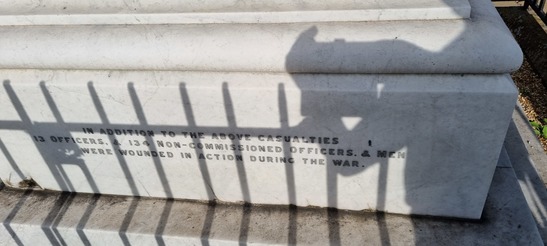 IN ADDITION TO THE ABOVE CASUALTIES
13 OFFICERS, & 134 NON-COMMISSIONED OFFICERS, & MEN
WERE WOUNDED IN ACTION DURING THE WAR.